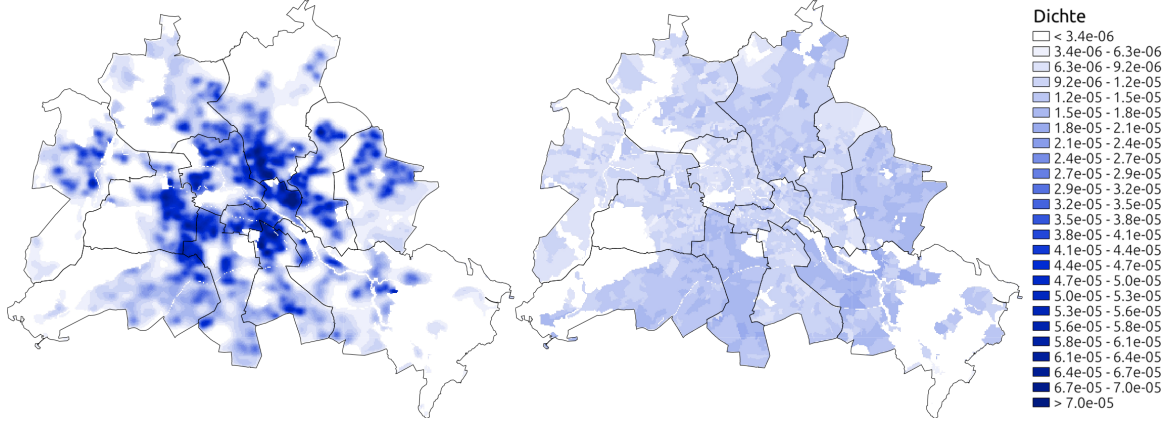 Dichte
< 3.4e-06
3.4e-06 - 6.3e-06
6.3e-06 - 9.2e-06
9.2e-06 - 1.2e-05
1.2e-05 - 1.5e-05
1.5e-05 - 1.8e-05
1.8e-05 - 2.1e-05
2.1e-05 - 2.4e-05
2.4e-05 - 2.7e-05
2.7e-05 - 2.9e-05
2.9e-05 - 3.2e-05
3.2e-05 - 3.5e-05
3.5e-05 - 3.8e-05
3.8e-05 - 4.1e-05
4.1e-05 - 4.4e-05
4.4e-05 - 4.7e-05
4.7e-05 - 5.0e-05
5.0e-05 - 5.3e-05
5.3e-05 - 5.6e-05
5.6e-05 - 5.8e-05
5.8e-05 - 6.1e-05
6.1e-05 - 6.4e-05
6.4e-05 - 6.7e-05
6.7e-05 - 7.0e-05
> 7.0e-05